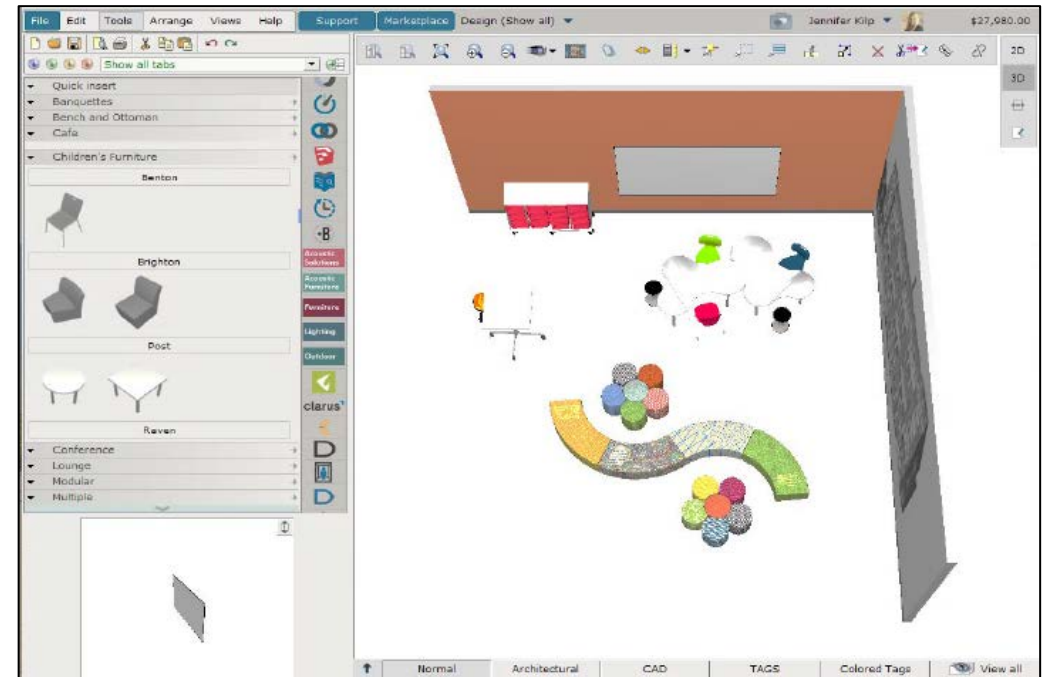 File Edit Tools Arrange Views Help Support Marketplace Design (Show all) Jennifer Kilp $27,980.00
Show all tabs
2D
3D
Quick insert
Banquettes
Bench and Ottoman
Cafe
Children's Furniture
Benton
Brighton
Post
Raven
Conference
Lounge
Modular
Multiple
+B
Acoustic
Solutions
Acoustic
Furniture
Furniture
Lighting
Outdoor
clarus
Normal Architectural CAD TAGS Colored Tags View all